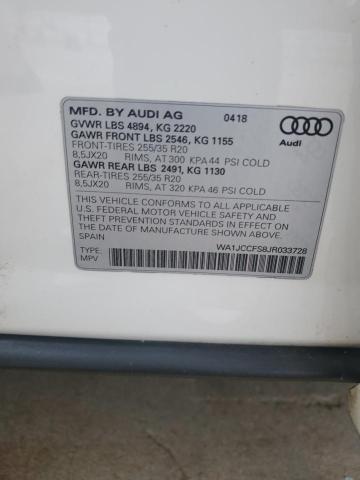 MFD. BY AUDI AG 0418
GVWR LBS 4894, KG 2220
GAWR FRONT LBS 2546, KG 1155
FRONT-TIRES 255/35 R20
8,5JX20 RIMS, AT 300 KPA 44 PSI COLD
GAWR REAR LBS 2491, KG 1130
REAR-TIRES 255/35 R20
8,5JX20 RIMS, AT 320 KPA 46 PSI COLD
Audi
THIS VEHICLE CONFORMS TO ALL APPLICABLE
U.S. FEDERAL MOTOR VEHICLE SAFETY AND
THEFT PREVENTION STANDARDS IN EFFECT ON
THE DATE OF MANUFACTURE SHOWN ABOVE.
SPAIN WA1JCCFS8JR033728
TYPE:
MPV